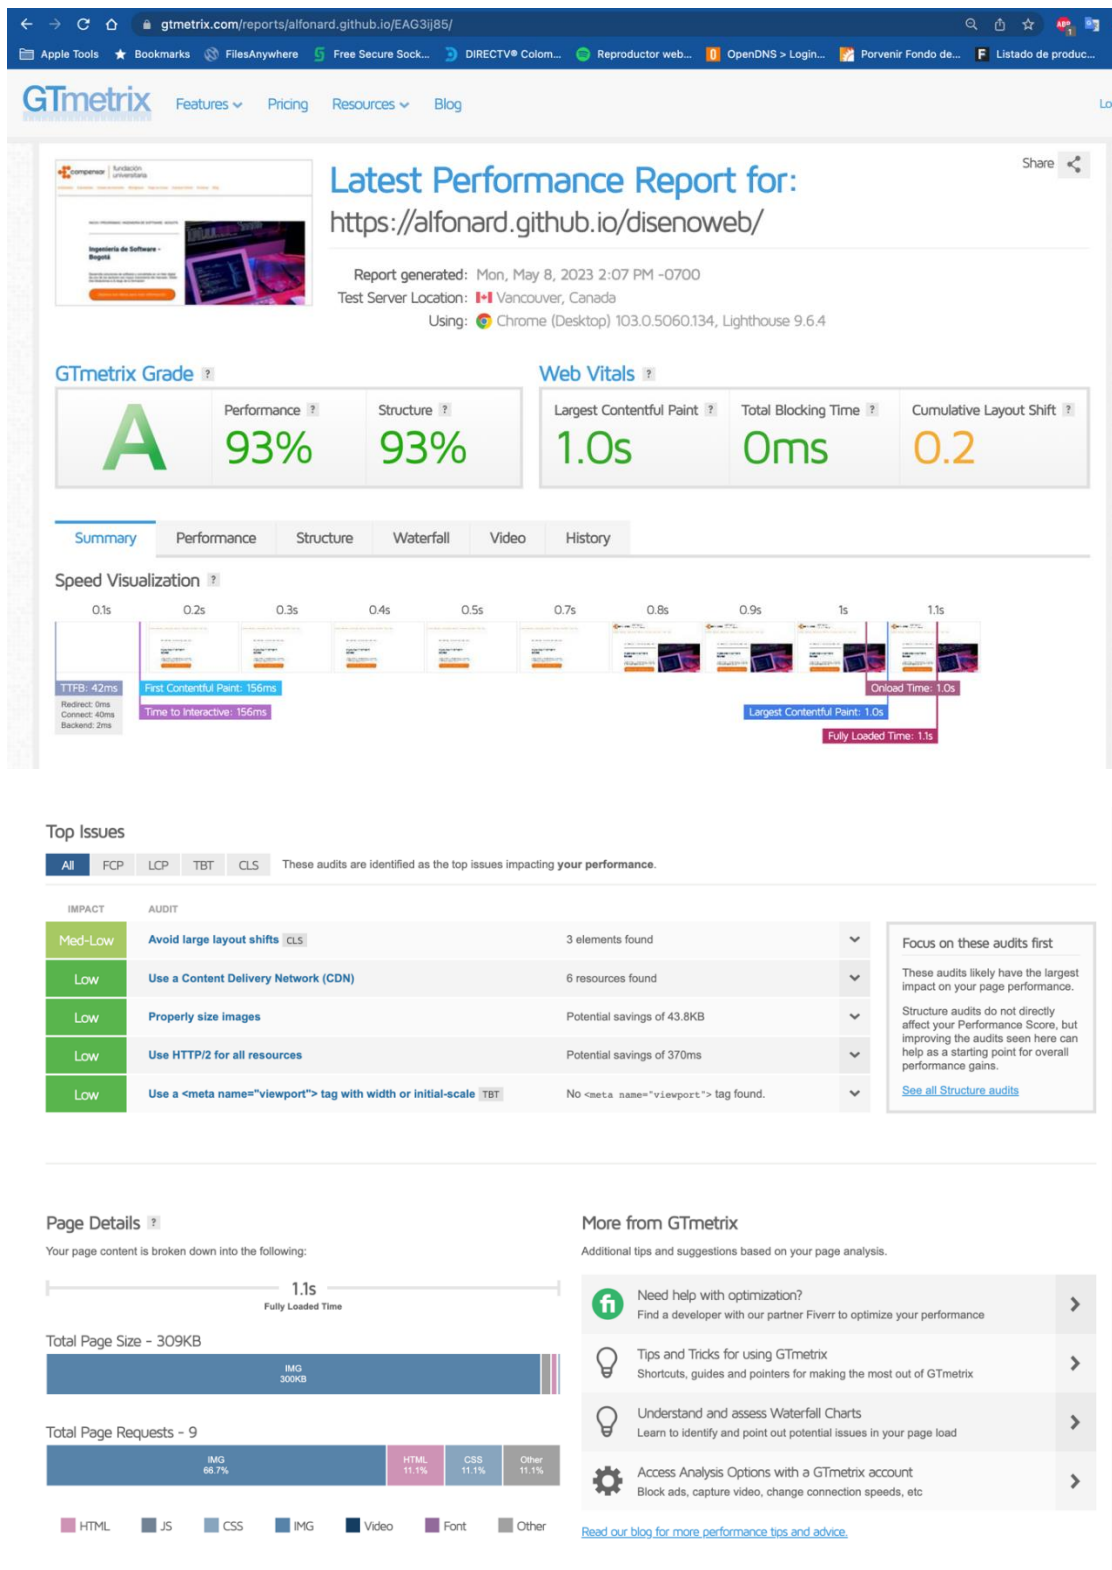 gtmetrix.com/reports/alfonard.github.io/EAG3ij85/
Apple Tools Bookmarks FilesAnywhere Free Secure Sock... DIRECTV® Colom... Reproductor web... OpenDNS > Login... Porvenir Fondo de... Listado de produc...
GTmetrix Features Pricing Resources Blog Lo
Share
compensar fundación universitaria
Ingeniería de Software - Bogotá
Latest Performance Report for:
https://alfonard.github.io/disenoweb/
Report generated: Mon, May 8, 2023 2:07 PM -0700
Test Server Location: Vancouver, Canada
Using: Chrome (Desktop) 103.0.5060.134, Lighthouse 9.6.4
GTmetrix Grade ?
A
Performance ? Structure ?
93% 93%
Web Vitals ?
Largest Contentful Paint ? Total Blocking Time ? Cumulative Layout Shift ?
1.0s 0ms 0.2
Summary Performance Structure Waterfall Video History
Speed Visualization ?
0.1s 0.2s 0.3s 0.4s 0.5s 0.7s 0.8s 0.9s 1s 1.1s
TTFB: 42ms First Contentful Paint: 156ms Onload Time: 1.0s
Redirect: 0ms
Connect: 40ms
Backend: 2ms
Time to Interactive: 156ms Largest Contentful Paint: 1.0s
Fully Loaded Time: 1.1s
Top Issues
All FCP LCP TBT CLS These audits are identified as the top issues impacting your performance.
IMPACT AUDIT
Med-Low Avoid large layout shifts CLS 3 elements found
Low Use a Content Delivery Network (CDN) 6 resources found
Low Properly size images Potential savings of 43.8KB
Low Use HTTP/2 for all resources Potential savings of 370ms
Low Use a <meta name="viewport"> tag with width or initial-scale TBT No <meta name="viewport"> tag found.
Focus on these audits first
These audits likely have the largest
impact on your page performance.
Structure audits do not directly
affect your Performance Score, but
improving the audits seen here can
help as a starting point for overall
performance gains.
See all Structure audits
Page Details ?
Your page content is broken down into the following:
1.1s
Fully Loaded Time
Total Page Size - 309KB
IMG
300KB
Total Page Requests - 9
IMG HTML CSS Other
66.7% 11.1% 11.1% 11.1%
HTML JS CSS IMG Video Font Other
More from GTmetrix
Additional tips and suggestions based on your page analysis.
fi
Need help with optimization?
Find a developer with our partner Fiverr to optimize your performance
Tips and Tricks for using GTmetrix
Shortcuts, guides and pointers for making the most out of GTmetrix
Understand and assess Waterfall Charts
Learn to identify and point out potential issues in your page load
Access Analysis Options with a GTmetrix account
Block ads, capture video, change connection speeds, etc
Read our blog for more performance tips and advice.